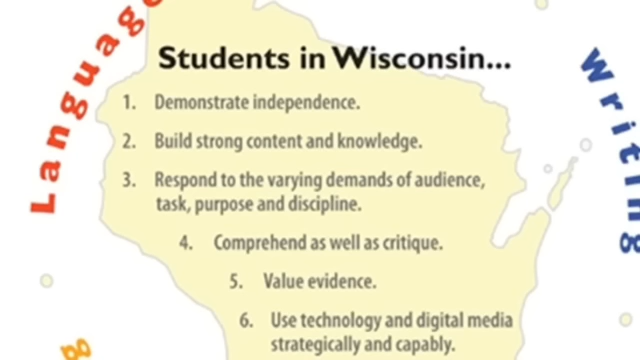 Language
Students in Wisconsin...
Writing
1. Demonstrate independence.
2. Build strong content and knowledge.
3. Respond to the varying demands of audience,
task, purpose and discipline.
4. Comprehend as well as critique.
5. Value evidence.
6. Use technology and digital media
strategically and capably.
g